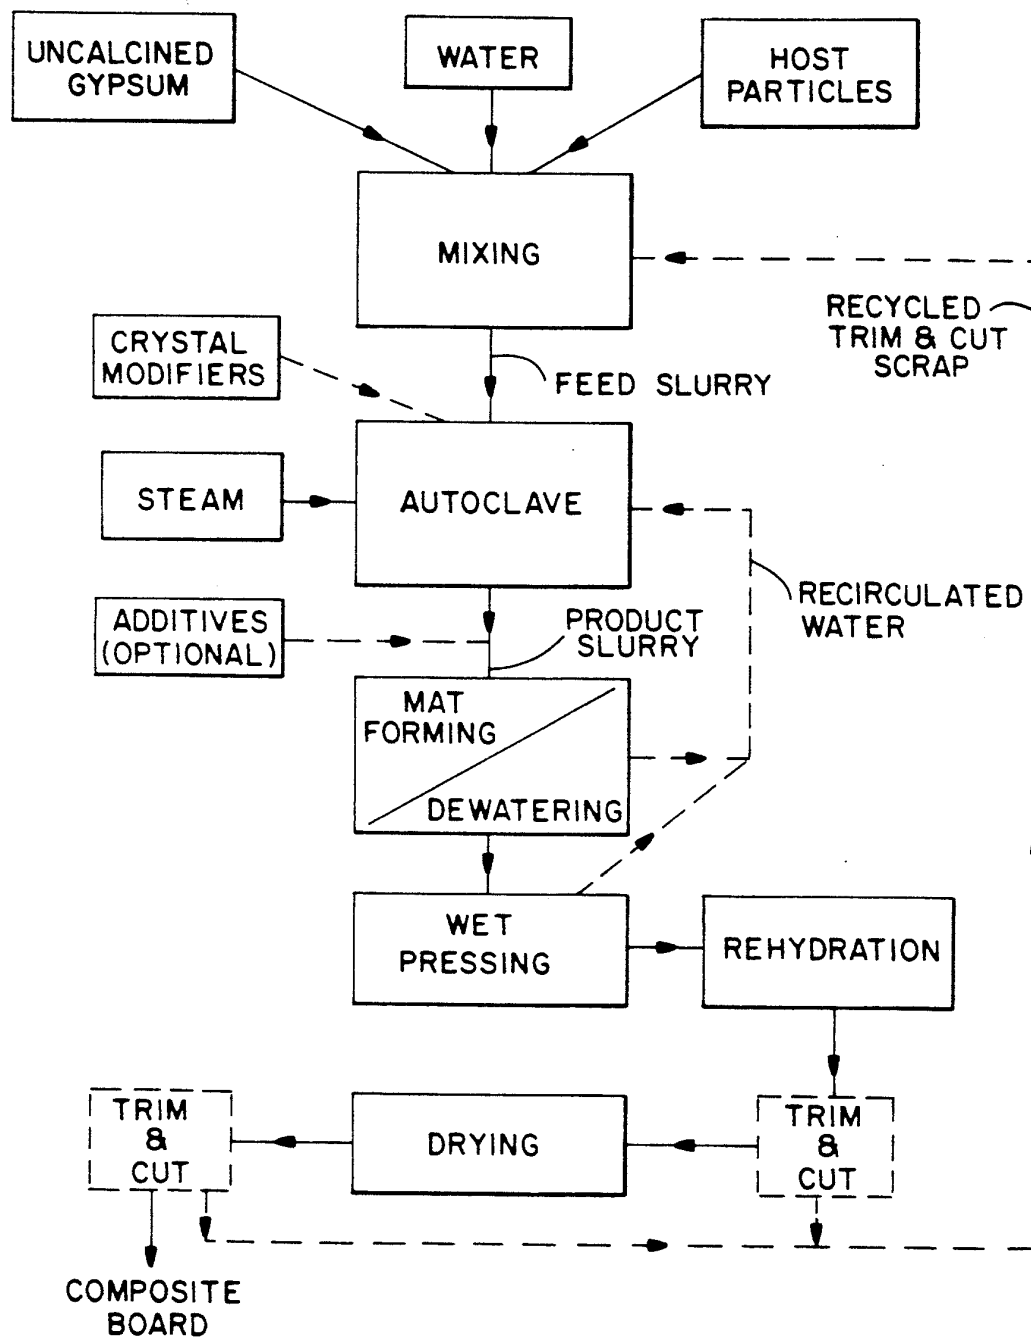 UNCALCINED
GYPSUM
WATER
HOST
PARTICLES
MIXING
RECYCLED
TRIM & CUT
SCRAP
CRYSTAL
MODIFIERS
FEED SLURRY
STEAM
AUTOCLAVE
RECIRCULATED
WATER
ADDITIVES
(OPTIONAL)
PRODUCT
SLURRY
MAT
FORMING
DEWATERING
WET
PRESSING
REHYDRATION
TRIM
&
CUT
DRYING
TRIM
&
CUT
COMPOSITE
BOARD